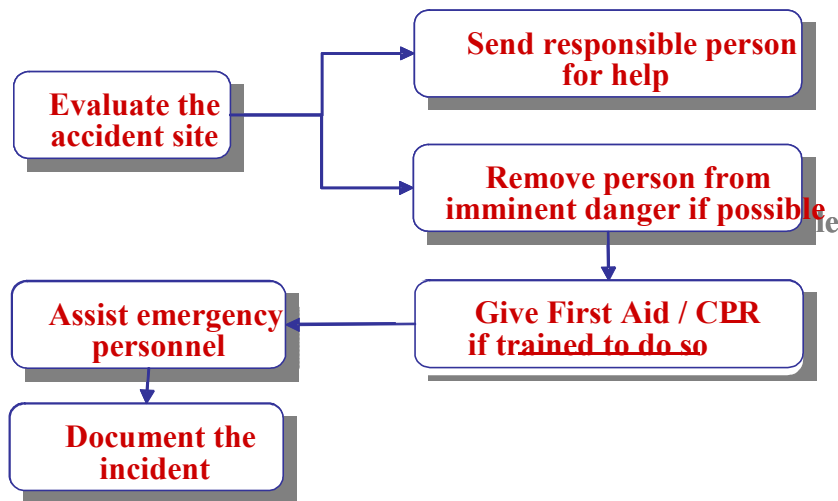 Send responsible person
for help
Evaluate the
accident site
Remove person from
imminent danger if possible
Give First Aid / CPR
if trained to do so
Assist emergency
personnel
Document the
incident